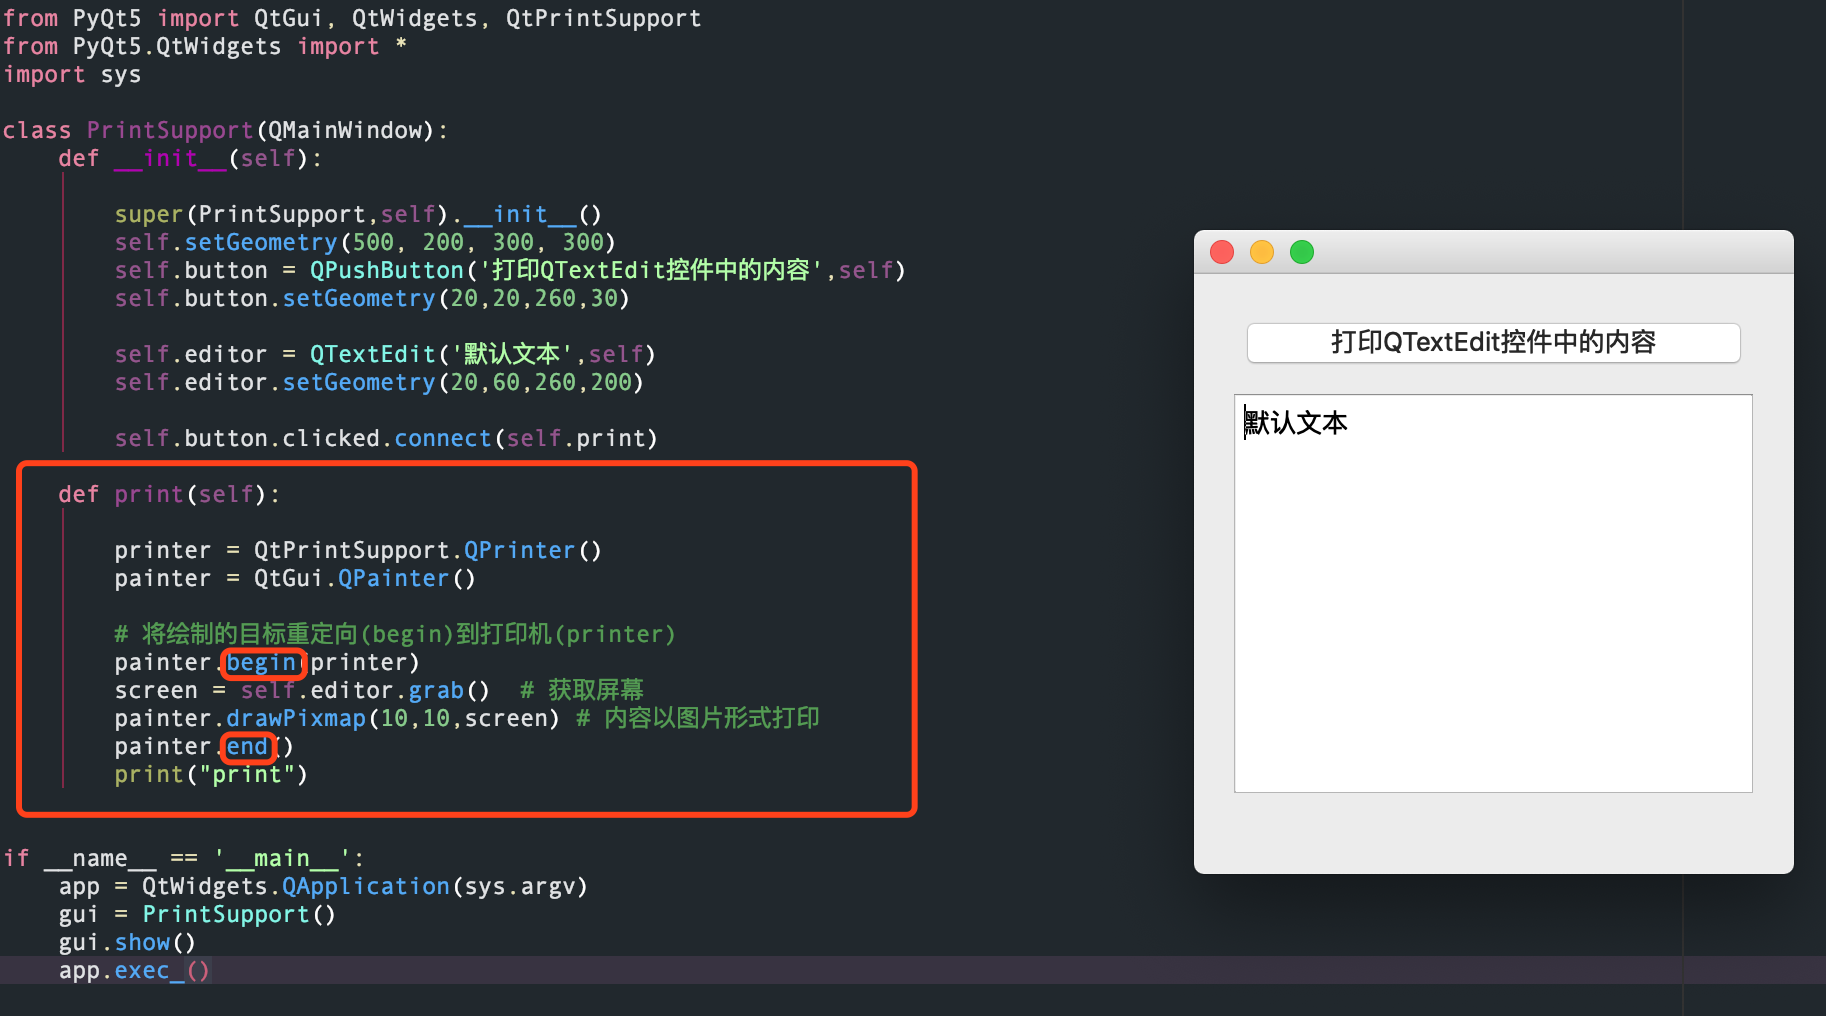 from PyQt5 import QtGui, QtWidgets, QtPrintSupport
from PyQt5.QtWidgets import *
import sys
class PrintSupport(QMainWindow):
    def __init__(self):
        super(PrintSupport,self).__init__()
        self.setGeometry(500, 200, 300, 300)
        self.button = QPushButton('打印QTextEdit控件中的内容',self)
        self.button.setGeometry(20,20,260,30)
        self.editor = QTextEdit('默认文本',self)
        self.editor.setGeometry(20,60,260,200)
        self.button.clicked.connect(self.print)
    def print(self):
        printer = QtPrintSupport.QPrinter()
        painter = QtGui.QPainter()
        # 将绘制的目标重定向(begin)到打印机(printer)
        painter.begin(printer)
        screen = self.editor.grab()  # 获取屏幕
        painter.drawPixmap(10,10,screen) # 内容以图片形式打印
        painter.end()
        print("print")
if __name__ == '__main__':
    app = QtWidgets.QApplication(sys.argv)
    gui = PrintSupport()
    gui.show()
    app.exec_()
打印QTextEdit控件中的内容
默认文本